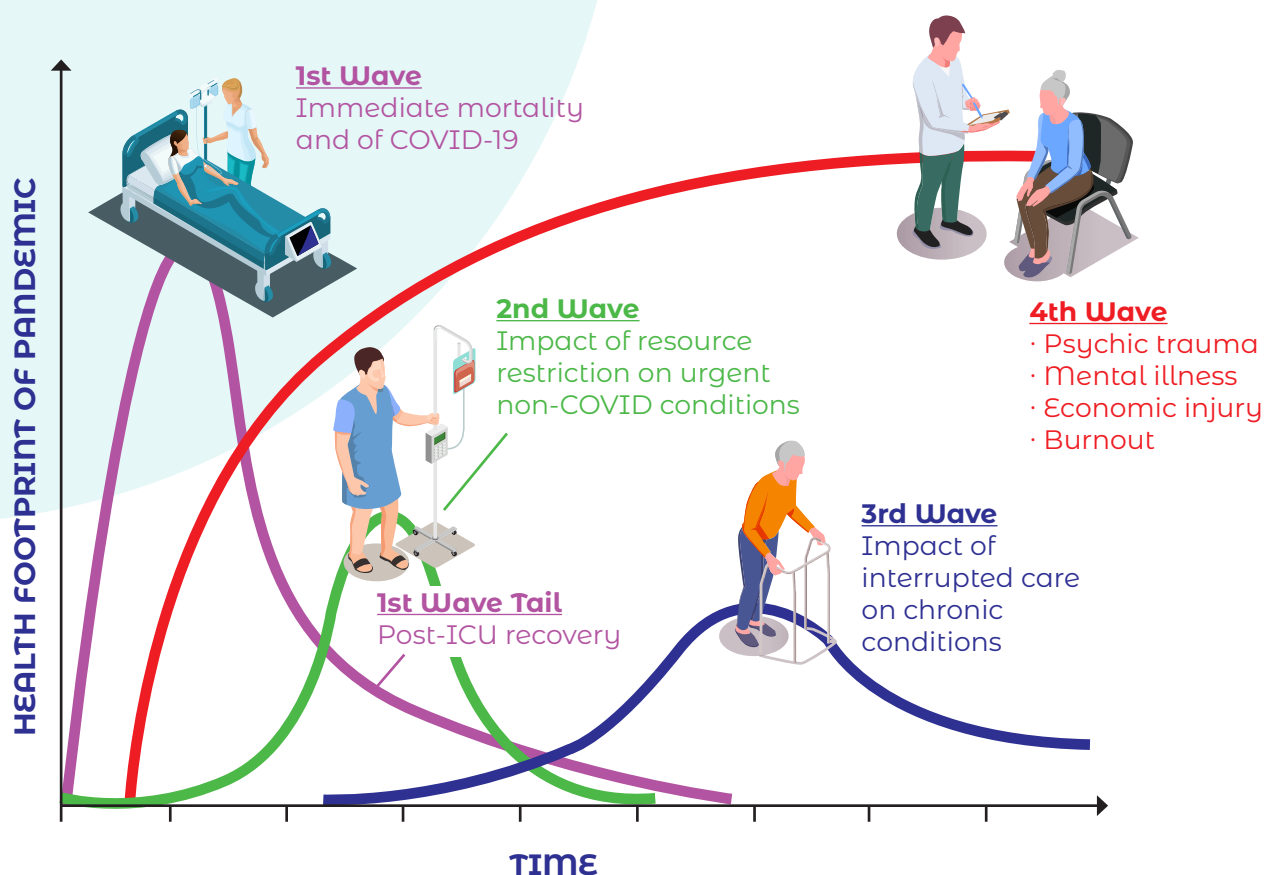 HEALTH FOOTPRINT OF PANDEMIC
1st Wave
Immediate mortality
and of COVID-19
2nd Wave
Impact of resource
restriction on urgent
non-COVID conditions
1st Wave Tail
Post-ICU recovery
3rd Wave
Impact of
interrupted care
on chronic
conditions
4th Wave
· Psychic trauma
· Mental illness
· Economic injury
· Burnout
TIME